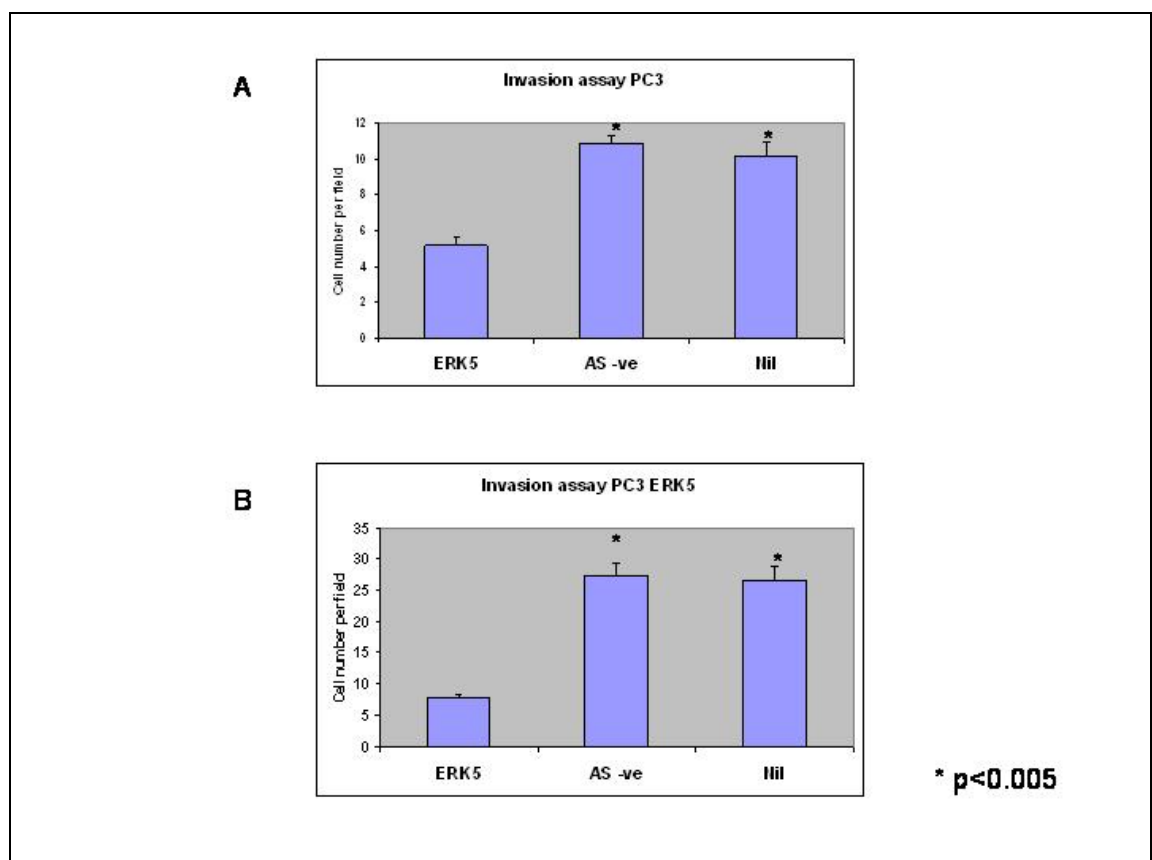 A
Invasion assay PC3
Cell number per field
12
10
8
6
4
2
0
* *
ERK5 AS -ve Nil
B
Invasion assay PC3 ERK5
Cell number per field
35
30
25
20
15
10
5
0
* *
ERK5 AS -ve Nil
* p<0.005